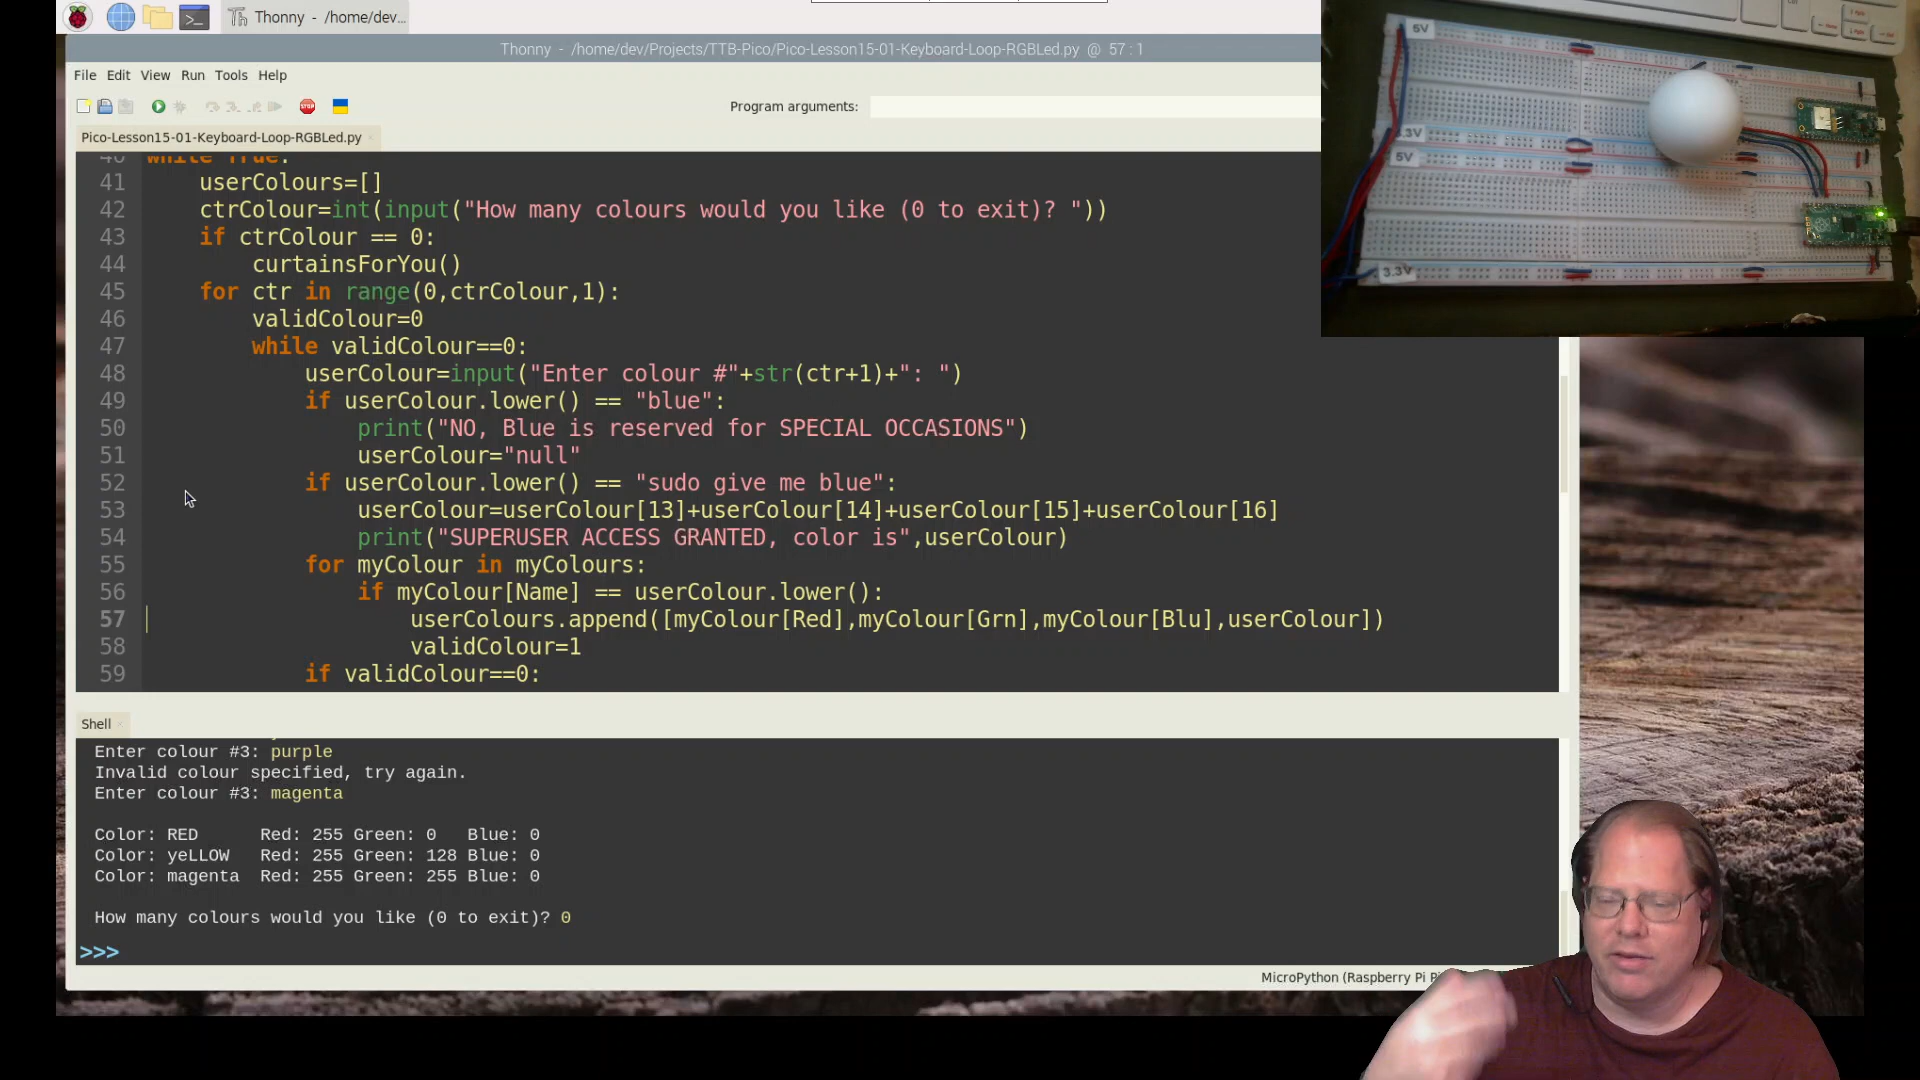 Thonny - /home/dev...
Thonny - /home/dev/Projects/TTB-Pico/Pico-Lesson15-01-Keyboard-Loop-RGBLed.py @ 57 : 1
File Edit View Run Tools Help
STOP
Program arguments:
Pico-Lesson15-01-Keyboard-Loop-RGBLed.py
40 while True:
41 userColours=[]
42 ctrColour=int(input("How many colours would you like (0 to exit)? "))
43 if ctrColour == 0:
44 curtainsForYou()
45 for ctr in range(0,ctrColour,1):
46 validColour=0
47 while validColour==0:
48 userColour=input("Enter colour #"+str(ctr+1)+": ")
49 if userColour.lower() == "blue":
50 print("NO, Blue is reserved for SPECIAL OCCASIONS")
51 userColour="null"
52 if userColour.lower() == "sudo give me blue":
53 userColour=userColour[13]+userColour[14]+userColour[15]+userColour[16]
54 print("SUPERUSER ACCESS GRANTED, color is",userColour)
55 for myColour in myColours:
56 if myColour[Name] == userColour.lower():
57 userColours.append([myColour[Red],myColour[Grn],myColour[Blu],userColour])
58 validColour=1
59 if validColour==0:
Shell
Enter colour #3: purple
Invalid colour specified, try again.
Enter colour #3: magenta
Color: RED Red: 255 Green: 0 Blue: 0
Color: yeLLOW Red: 255 Green: 128 Blue: 0
Color: magenta Red: 255 Green: 255 Blue: 0
How many colours would you like (0 to exit)? 0
>>>
MicroPython (Raspberry Pi
5V
3.3V
5V
3.3V